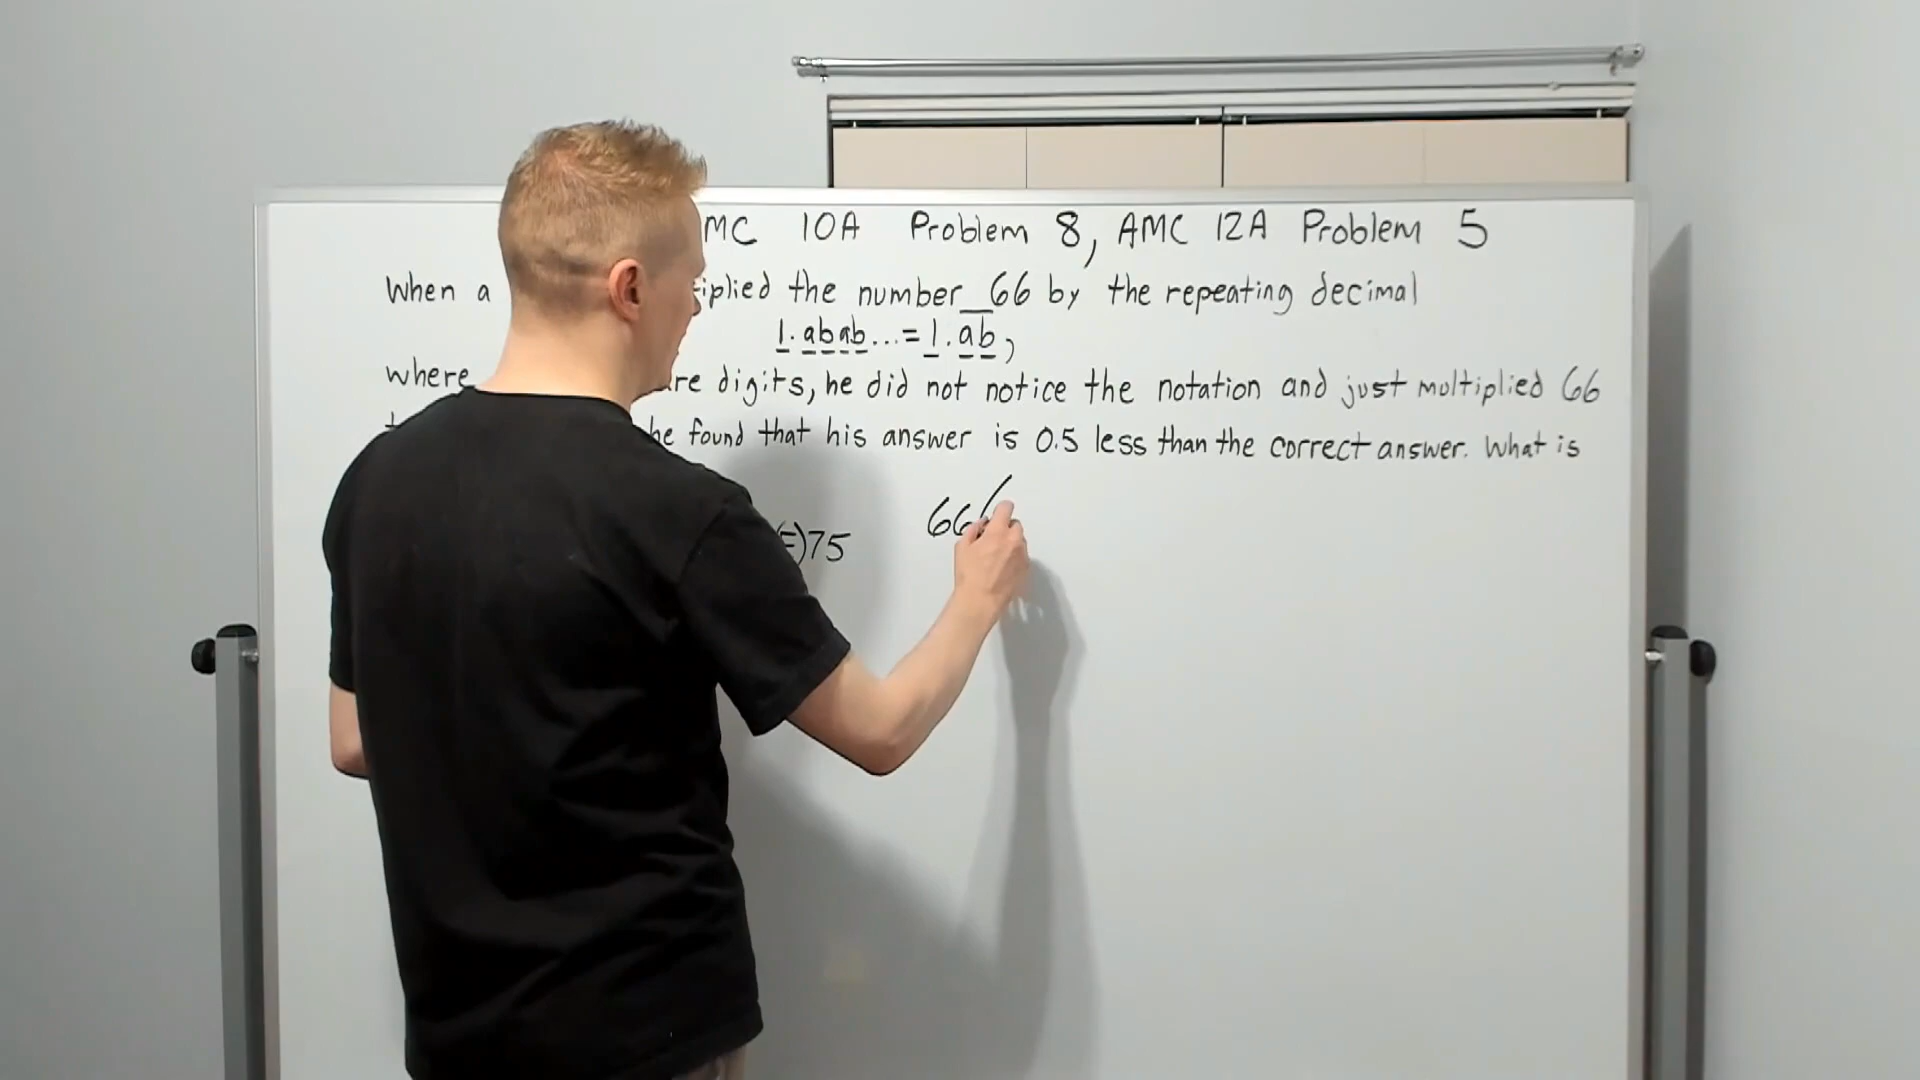 MC 10A Problem 8, AMC 12A Problem 5
When a iplied the number 66 by the repeating decimal
1.abab...=1.ab,
where are digits, he did not notice the notation and just multiplied 66
he found that his answer is 0.5 less than the correct answer. What is
66(
E)75